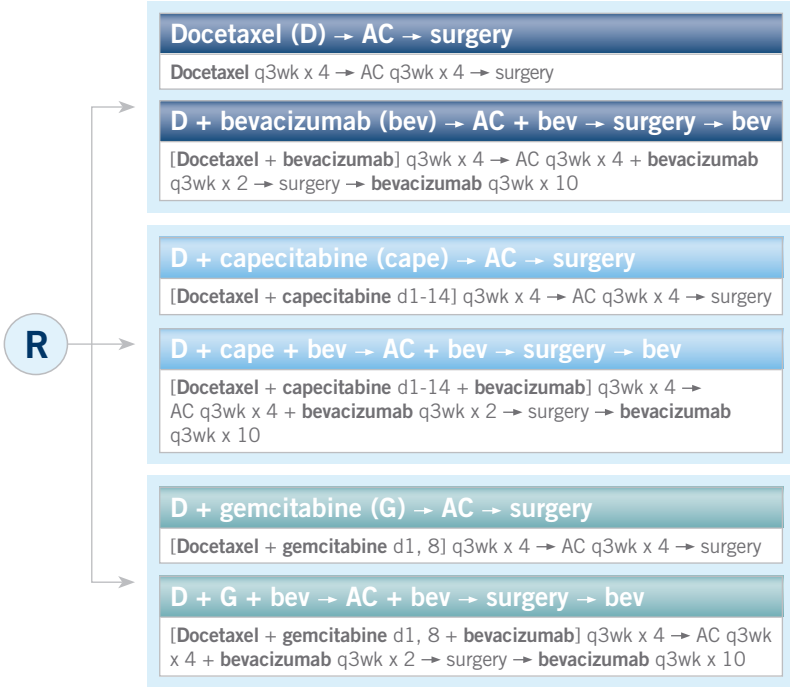 Docetaxel (D) → AC → surgery
Docetaxel q3wk x 4 → AC q3wk x 4 → surgery
D + bevacizumab (bev) → AC + bev → surgery → bev
[Docetaxel + bevacizumab] q3wk x 4 → AC q3wk x 4 + bevacizumab
q3wk x 2 → surgery → bevacizumab q3wk x 10
R
D + capecitabine (cape) → AC → surgery
[Docetaxel + capecitabine d1-14] q3wk x 4 → AC q3wk x 4 → surgery
D + cape + bev → AC + bev → surgery → bev
[Docetaxel + capecitabine d1-14 + bevacizumab] q3wk x 4 →
AC q3wk x 4 + bevacizumab q3wk x 2 → surgery → bevacizumab
q3wk x 10
D + gemcitabine (G) → AC → surgery
[Docetaxel + gemcitabine d1, 8] q3wk x 4 → AC q3wk x 4 → surgery
D + G + bev → AC + bev → surgery → bev
[Docetaxel + gemcitabine d1, 8 + bevacizumab] q3wk x 4 → AC q3wk
x 4 + bevacizumab q3wk x 2 → surgery → bevacizumab q3wk x 10